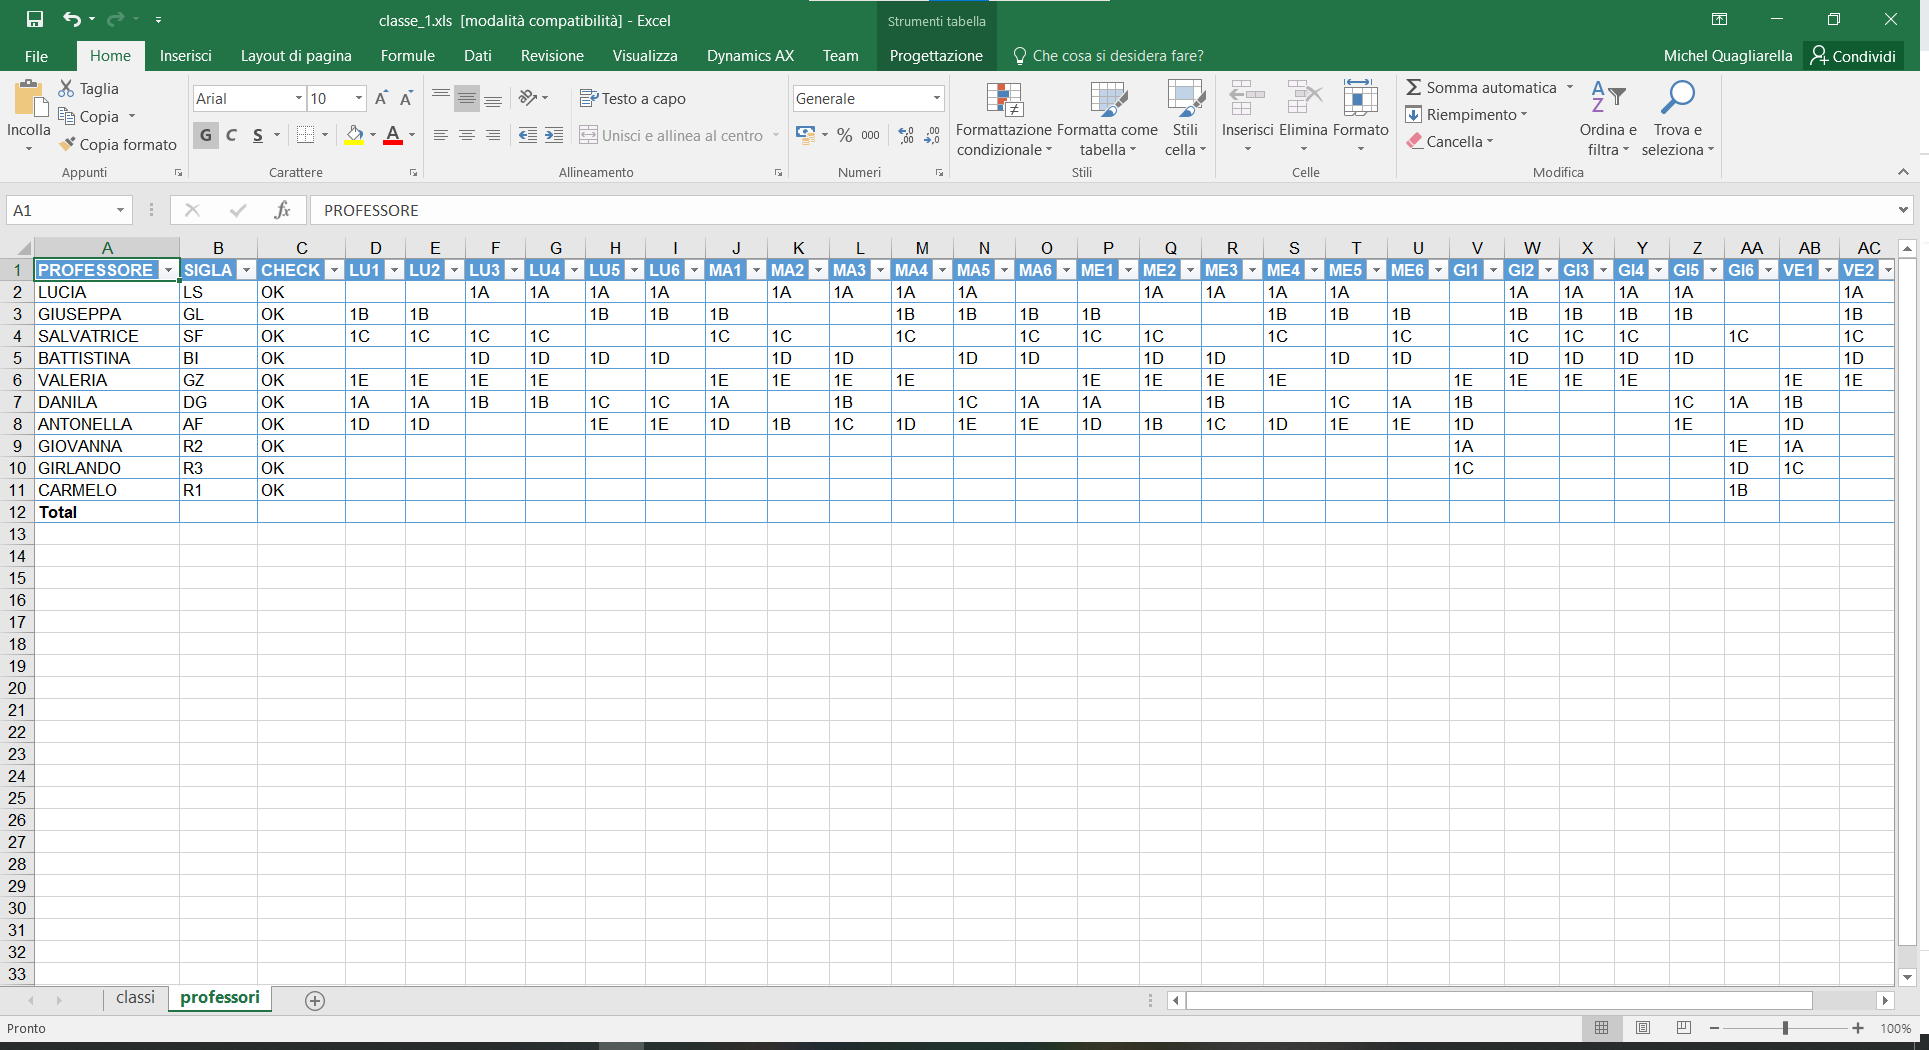 classe_1.xls [modalità compatibilità] - Excel
Strumenti tabella
File Home Inserisci Layout di pagina Formule Dati Revisione Visualizza Dynamics AX Team Progettazione Che cosa si desidera fare? Michel Quagliarella Condividi
Incolla
Taglia
Copia
Copia formato
Appunti
Arial 10
G C S
Carattere
Testo a capo
Unisci e allinea al centro
Allineamento
Generale
% 000
Numeri
Formattazione condizionale
Formatta come tabella
Stili cella
Stili
Inserisci Elimina Formato
Celle
Somma automatica
Riempimento
Cancella
Ordina e filtra
Trova e seleziona
Modifica
A1 fx PROFESSORE
A B C D E F G H I J K L M N O P Q R S T U V W X Y Z AA AB AC
1 PROFESSORE SIGLA CHECK LU1 LU2 LU3 LU4 LU5 LU6 MA1 MA2 MA3 MA4 MA5 MA6 ME1 ME2 ME3 ME4 ME5 ME6 GI1 GI2 GI3 GI4 GI5 GI6 VE1 VE2
2 LUCIA LS OK 1A 1A 1A 1A 1A 1A 1A 1A 1A 1A 1A 1A 1A 1A 1A 1A 1A
3 GIUSEPPA GL OK 1B 1B 1B 1B 1B 1B 1B 1B 1B 1B 1B 1B 1B 1B 1B 1B 1B
4 SALVATRICE SF OK 1C 1C 1C 1C 1C 1C 1C 1C 1C 1C 1C 1C 1C 1C 1C 1C 1C
5 BATTISTINA BI OK 1D 1D 1D 1D 1D 1D 1D 1D 1D 1D 1D 1D 1D 1D 1D 1D 1D
6 VALERIA GZ OK 1E 1E 1E 1E 1E 1E 1E 1E 1E 1E 1E 1E 1E 1E 1E 1E 1E 1E
7 DANILA DG OK 1A 1A 1B 1B 1C 1C 1A 1B 1C 1A 1A 1B 1C 1A 1B 1C 1A 1B
8 ANTONELLA AF OK 1D 1D 1E 1E 1D 1B 1C 1D 1E 1E 1D 1B 1C 1D 1E 1E 1D 1E 1D
9 GIOVANNA R2 OK 1A 1E 1A
10 GIRLANDO R3 OK 1C 1D 1C
11 CARMELO R1 OK 1B
12 Total
13
14
15
16
17
18
19
20
21
22
23
24
25
26
27
28
29
30
31
32
33
classi professori
Pronto 100%